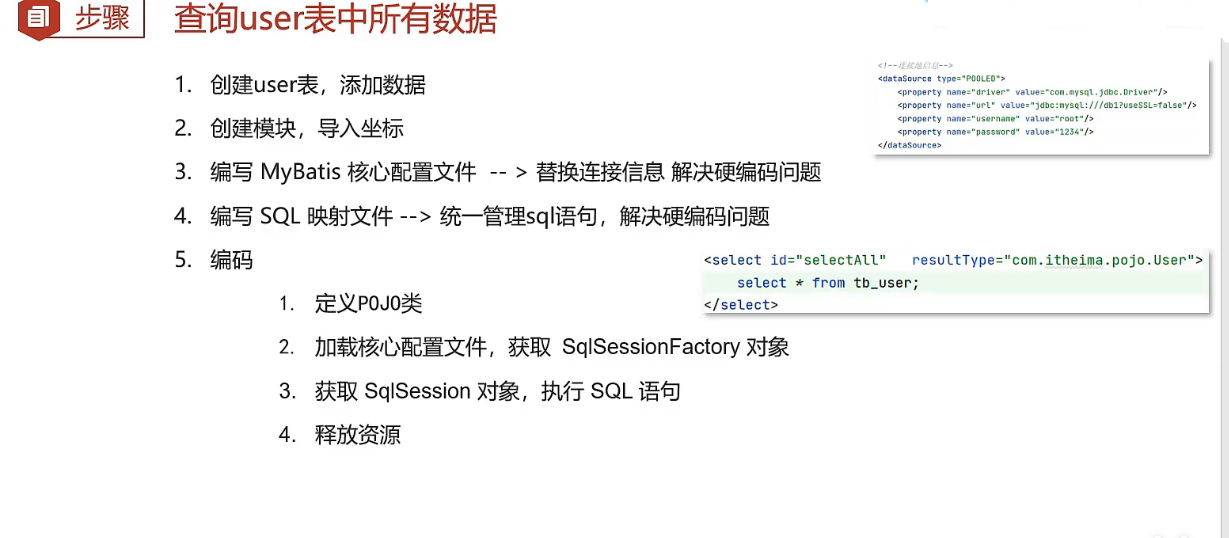 步骤
查询user表中所有数据
1. 创建user表，添加数据
2. 创建模块，导入坐标
3. 编写 MyBatis 核心配置文件 -- > 替换连接信息 解决硬编码问题
4. 编写 SQL 映射文件 --> 统一管理sql语句，解决硬编码问题
5. 编码
1. 定义POJO类
2. 加载核心配置文件，获取 SqlSessionFactory 对象
3. 获取 SqlSession 对象，执行 SQL 语句
4. 释放资源
<!--连接池信息-->
<dataSource type="POOLED">
<property name="driver" value="com.mysql.jdbc.Driver"/>
<property name="url" value="jdbc:mysql:///db1?useSSL=false"/>
<property name="username" value="root"/>
<property name="password" value="1234"/>
</dataSource>
<select id="selectAll" resultType="com.itheima.pojo.User">
select * from tb_user;
</select>